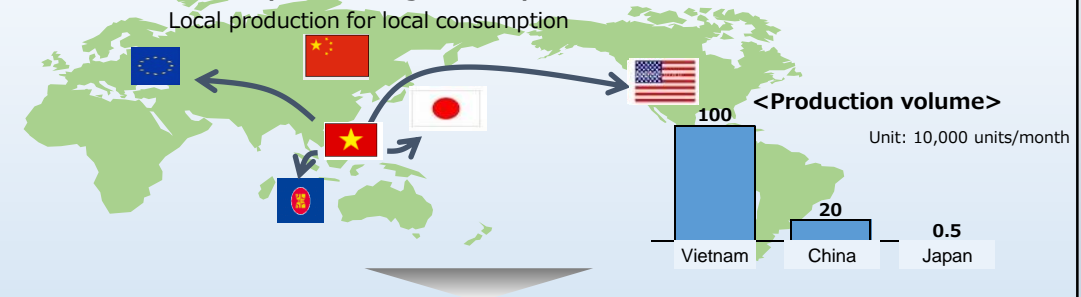 Local production for local consumption
<Production volume>
Unit: 10,000 units/month
100
20
0.5
Vietnam
China
Japan